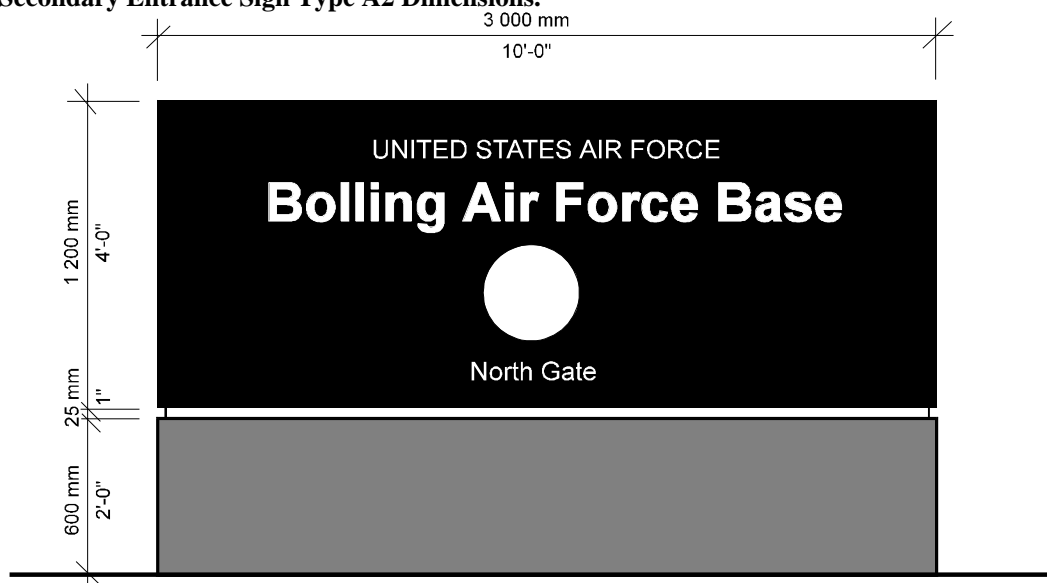 Secondary Entrance Sign Type A2 Dimensions.
3 000 mm
10'-0"
UNITED STATES AIR FORCE
Bolling Air Force Base
North Gate
1 200 mm
4'-0"
25 mm
1"
600 mm
2'-0"